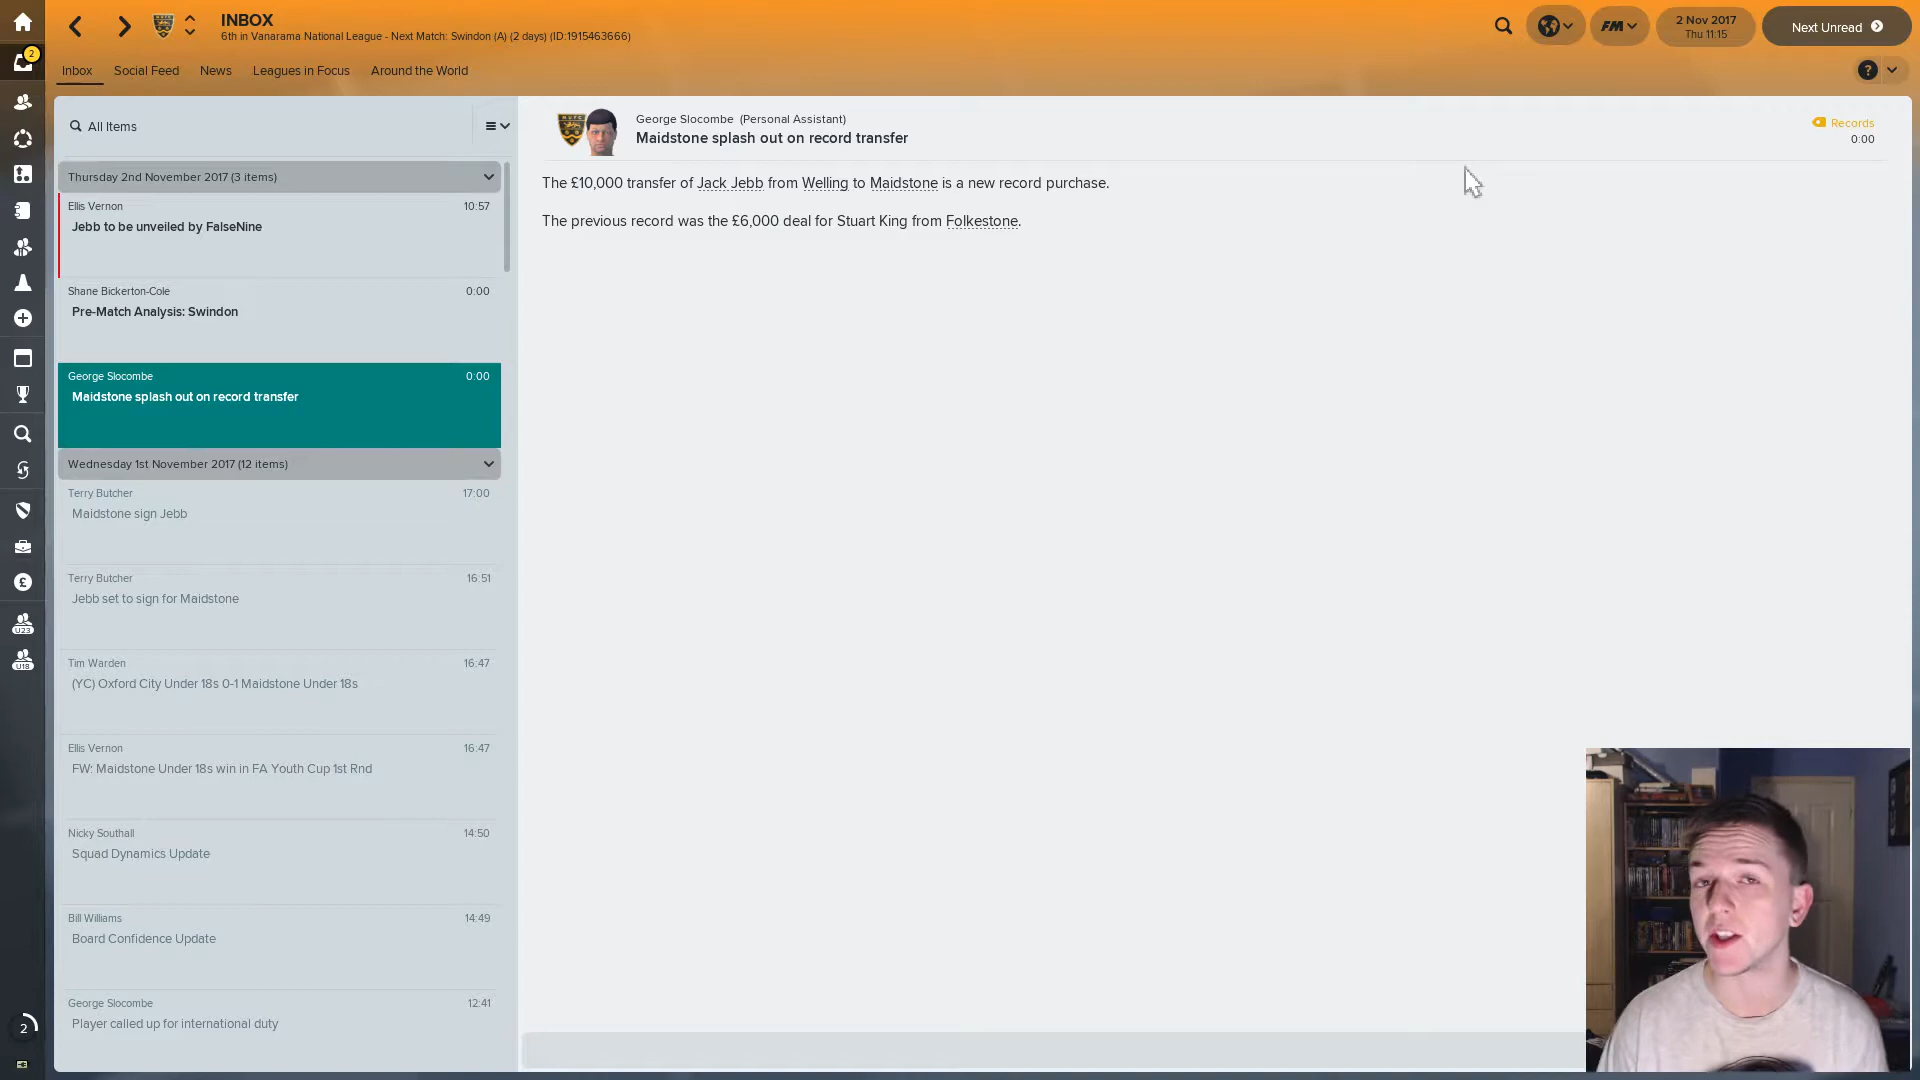 INBOX
6th in Vanarama National League - Next Match: Swindon (A) (2 days) (ID:1915463666)
FM
2 Nov 2017
Thu 11:15
Next Unread
2
Inbox
Social Feed
News
Leagues in Focus
Around the World
?
All Items
Thursday 2nd November 2017 (3 items)
Ellis Vernon 10:57
Jebb to be unveiled by FalseNine
Shane Bickerton-Cole 0:00
Pre-Match Analysis: Swindon
George Slocombe 0:00
Maidstone splash out on record transfer
Wednesday 1st November 2017 (12 items)
Terry Butcher 17:00
Maidstone sign Jebb
Terry Butcher 16:51
Jebb set to sign for Maidstone
Tim Warden 16:47
(YC) Oxford City Under 18s 0-1 Maidstone Under 18s
Ellis Vernon 16:47
FW: Maidstone Under 18s win in FA Youth Cup 1st Rnd
Nicky Southall 14:50
Squad Dynamics Update
Bill Williams 14:49
Board Confidence Update
George Slocombe 12:41
Player called up for international duty
George Slocombe (Personal Assistant)
Maidstone splash out on record transfer
Records
0:00
The £10,000 transfer of Jack Jebb from Welling to Maidstone is a new record purchase.
The previous record was the £6,000 deal for Stuart King from Folkestone.
£
U23
U18
2